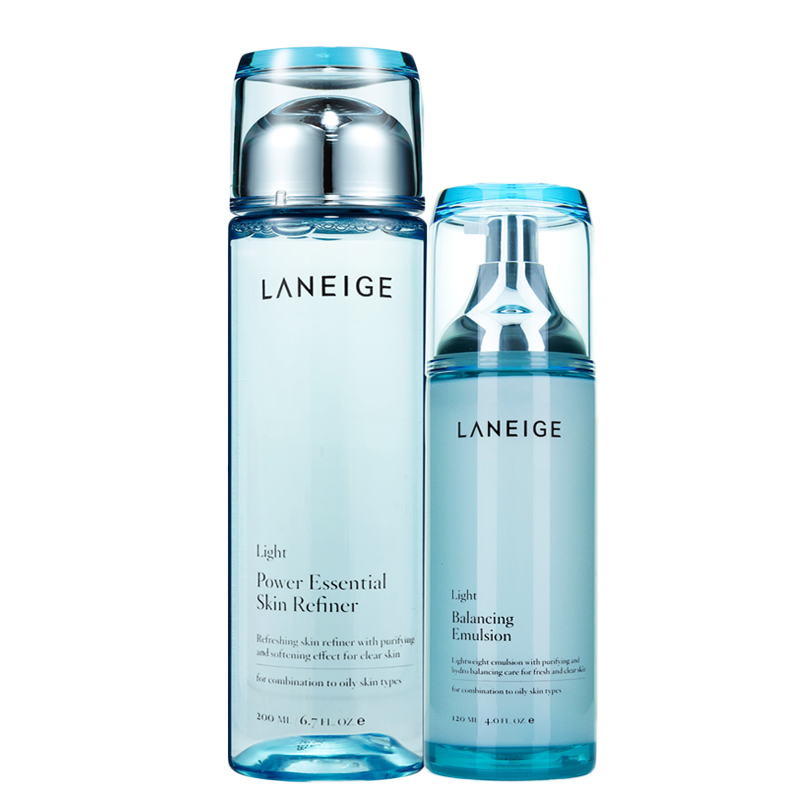 LANEIGE
Light
Power Essential
Skin Refiner
Refreshing skin refiner with purifying
and softening effect for clear skin
for combination to oily skin types
200 ML 6.7 FL. OZ e
LANEIGE
Light
Balancing
Emulsion
Lightweight emulsion with purifying and
hydro balancing care for fresh and clear skin
for combination to oily skin types
120 ML 4.0 FL. OZ e